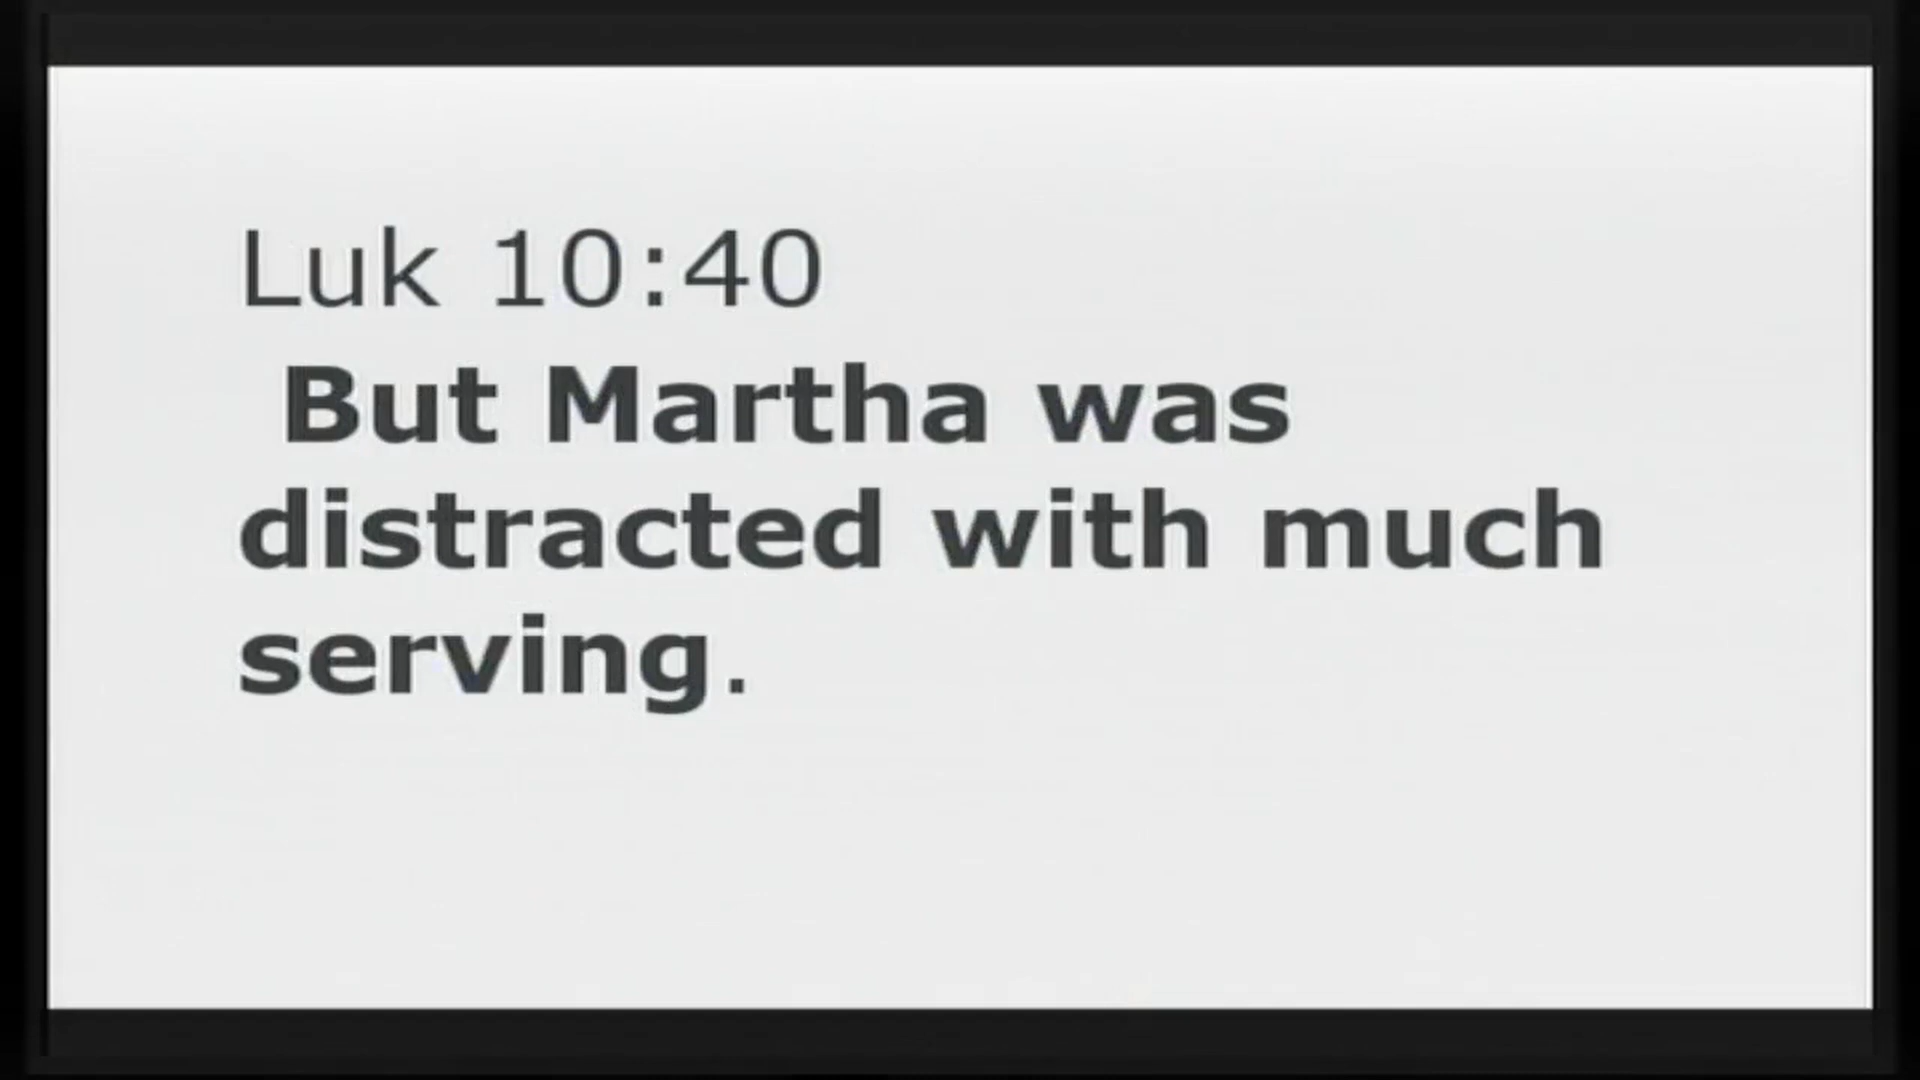 Luk 10:40
But Martha was
distracted with much
serving.